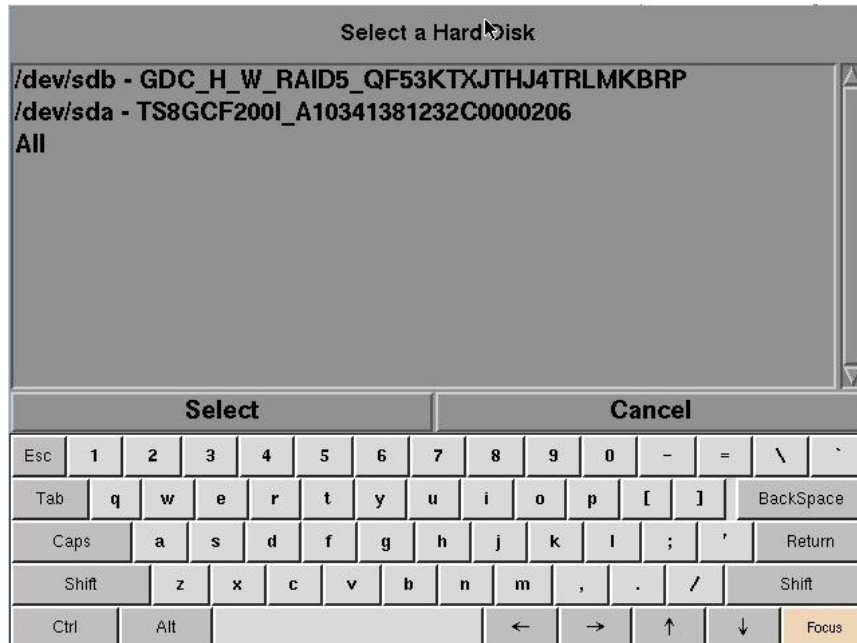 Select a Hard Disk
/dev/sdb - GDC_H_W_RAID5_QF53KTXJTHJ4TRLMKBRP
/dev/sda - TS8GCF200I_A10341381232C0000206
All
Select Cancel
Esc 1 2 3 4 5 6 7 8 9 0 - = \ `
Tab q w e r t y u i o p [ ] BackSpace
Caps a s d f g h j k l ; ' Return
Shift z x c v b n m , . / Shift
Ctrl Alt ← → ↑ ↓ Focus